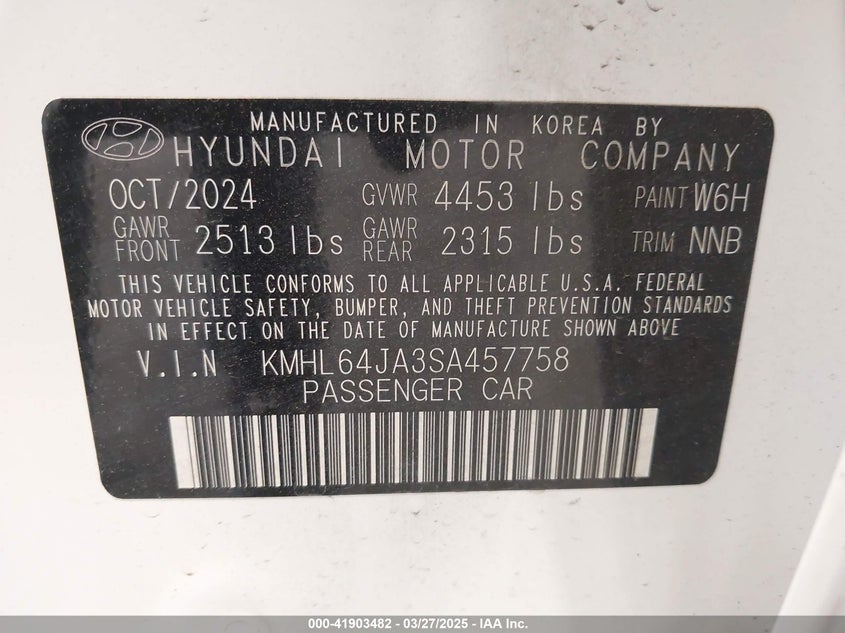 MANUFACTURED IN KOREA BY
HYUNDAI MOTOR COMPANY
OCT/2024 GVWR 4453 lbs PAINT W6H
GAWR FRONT 2513 lbs GAWR REAR 2315 lbs TRIM NNB
THIS VEHICLE CONFORMS TO ALL APPLICABLE U.S.A. FEDERAL
MOTOR VEHICLE SAFETY, BUMPER, AND THEFT PREVENTION STANDARDS
IN EFFECT ON THE DATE OF MANUFACTURE SHOWN ABOVE
V.I.N KMHL64JA3SA457758
PASSENGER CAR
000-41903482 - 03/27/2025 - IAA Inc.